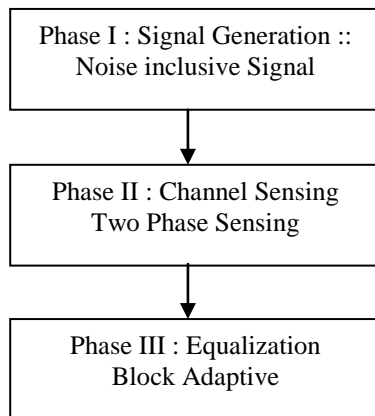 Phase I : Signal Generation ::
Noise inclusive Signal
Phase II : Channel Sensing
Two Phase Sensing
Phase III : Equalization
Block Adaptive